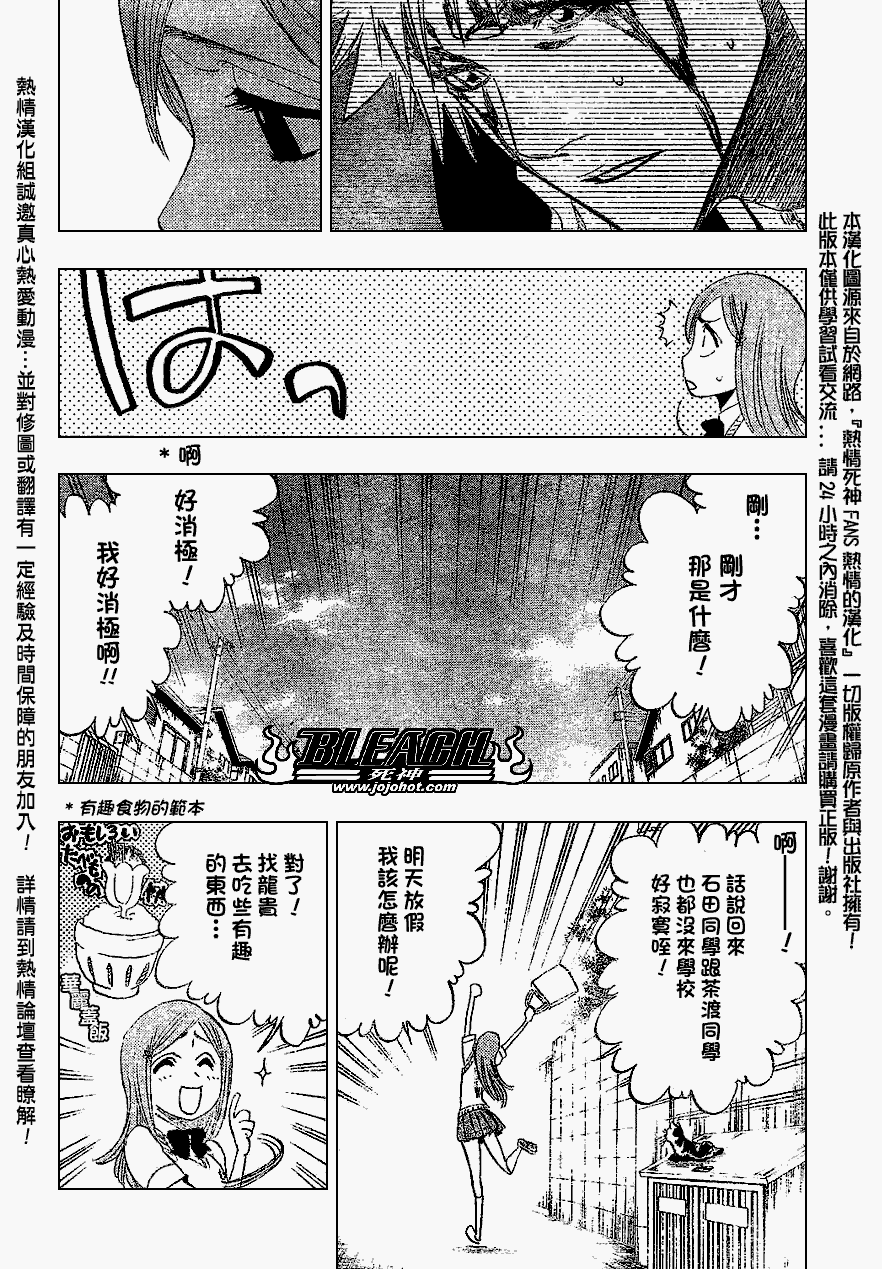 本漢化圖源來自於網路，『熱情死神FANS熱情的漢化』一切版權歸原作者與出版社擁有！
此版本僅供學習試看交流… 請24小時之內消除，喜歡這套漫畫請購買正版！謝謝。
はっ
* 啊
剛…
剛才
那是什麼！
好消極！
我好消極啊!!
BLEACH
死神
www.jojohot.com
啊——！
話說回來
石田同學跟茶渡同學
也都沒來學校
好寂寞哇！
明天放假
我該怎麼辦呢！
* 有趣食物的範本
對了！
找龍貴
去吃些有趣
的東西…
おもしろい
たべもの
華麗蓋飯
熱情漢化組誠邀真心熱愛動漫…並對修圖或翻譯有一定經驗及時間保障的朋友加入！ 詳情請到熱情論壇查看瞭解！